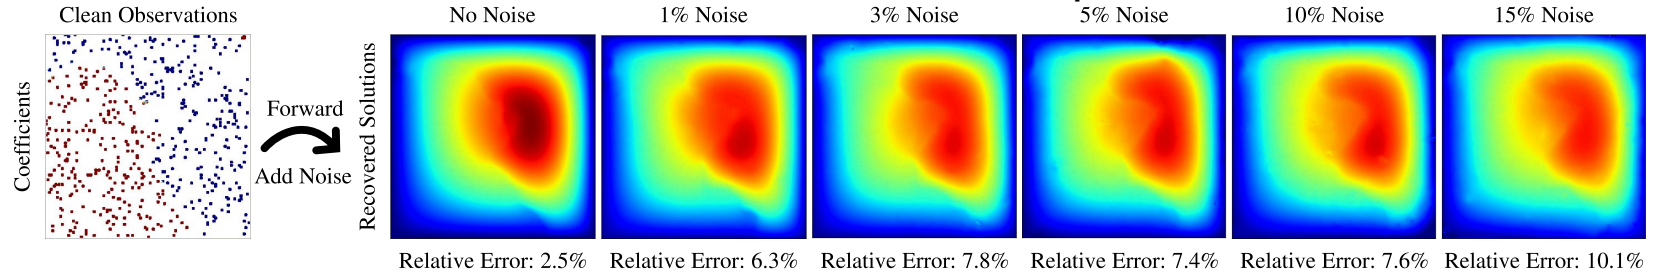 Clean Observations
Coefficients
Forward
Add Noise
Recovered Solutions
No Noise
1% Noise
3% Noise
5% Noise
10% Noise
15% Noise
Relative Error: 2.5%
Relative Error: 6.3%
Relative Error: 7.8%
Relative Error: 7.4%
Relative Error: 7.6%
Relative Error: 10.1%